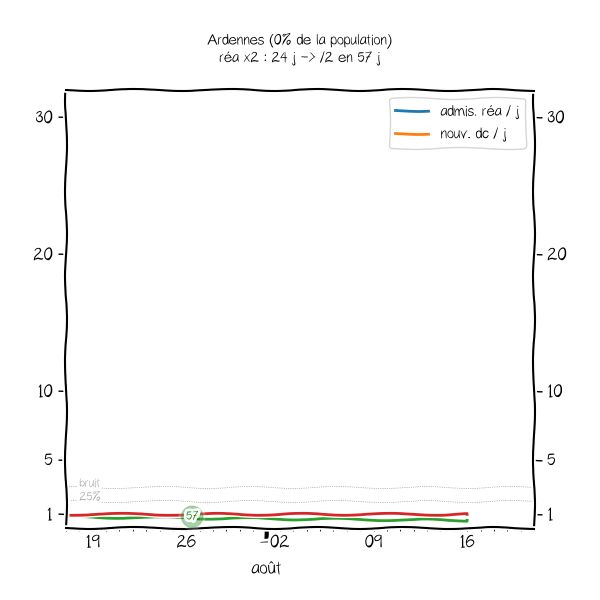 Ardennes (0% de la population)
réa x2 : 24 j -> /2 en 57 j
admis. réa / j
nouv. dc / j
30
30
20
20
10
10
5
5
bruit
25%
1
57
1
19
26
02
09
16
août